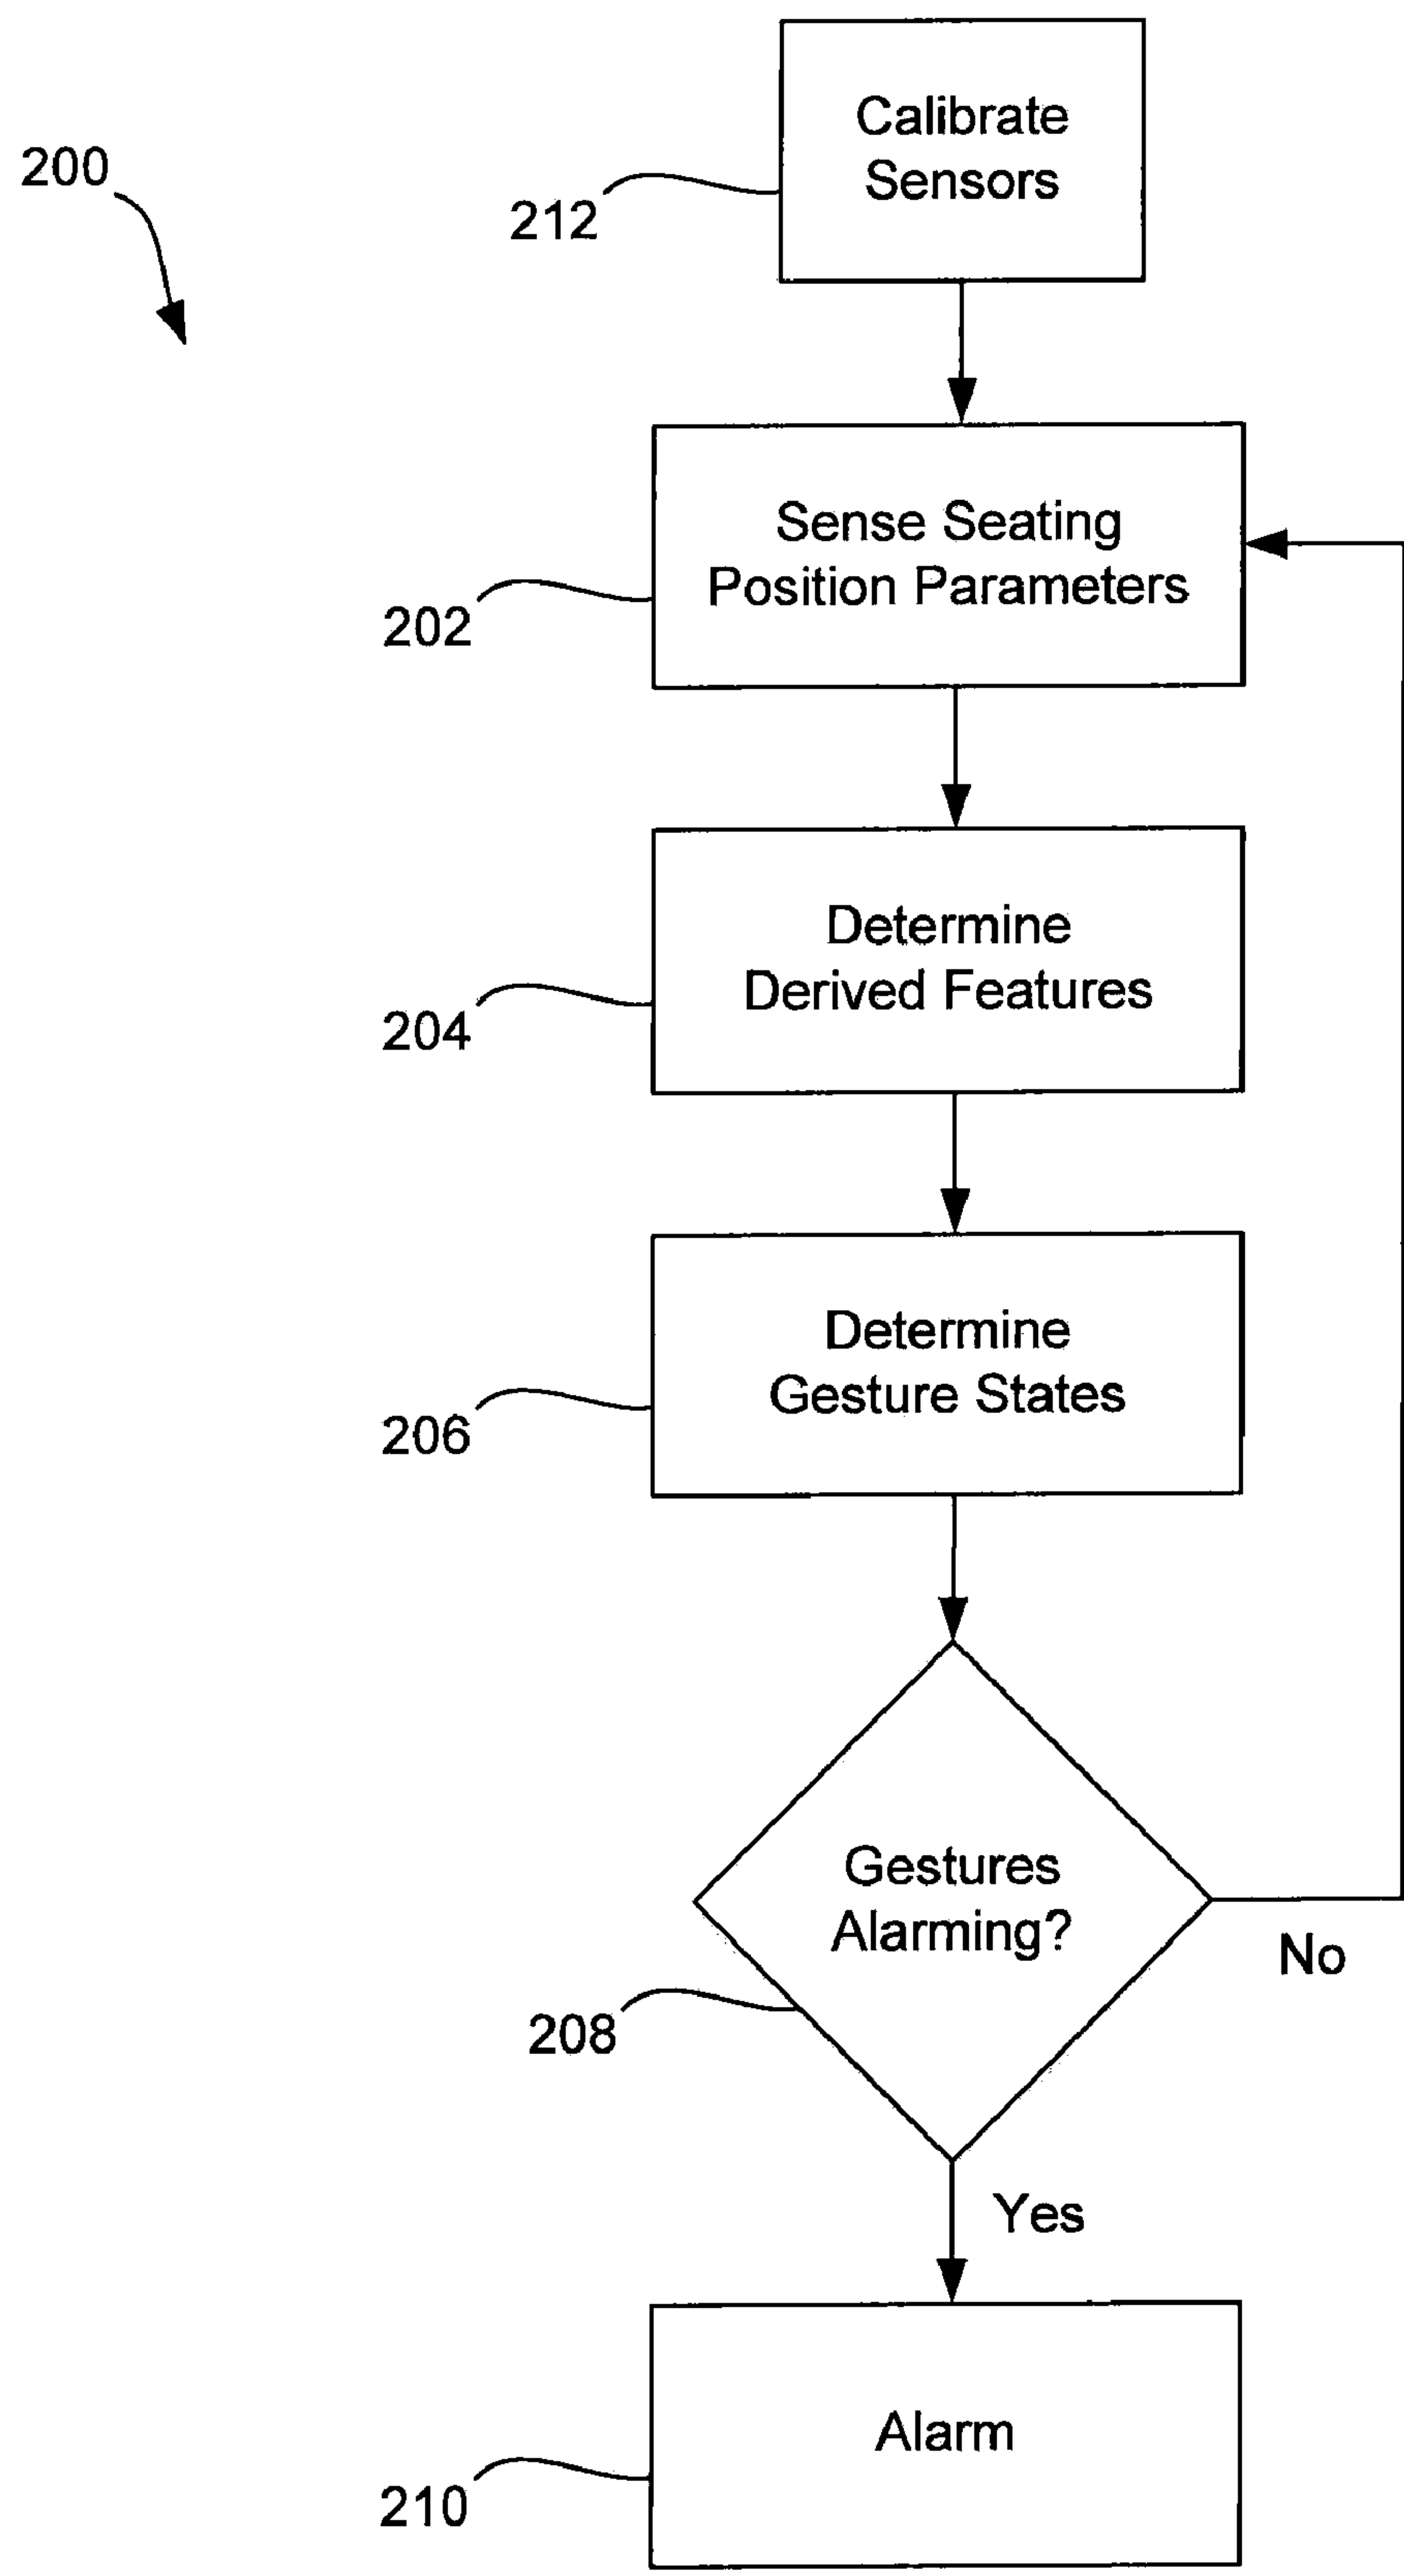 200
Calibrate
Sensors
212
Sense Seating
Position Parameters
202
Determine
Derived Features
204
Determine
Gesture States
206
Gestures
Alarming?
No
208
Yes
Alarm
210